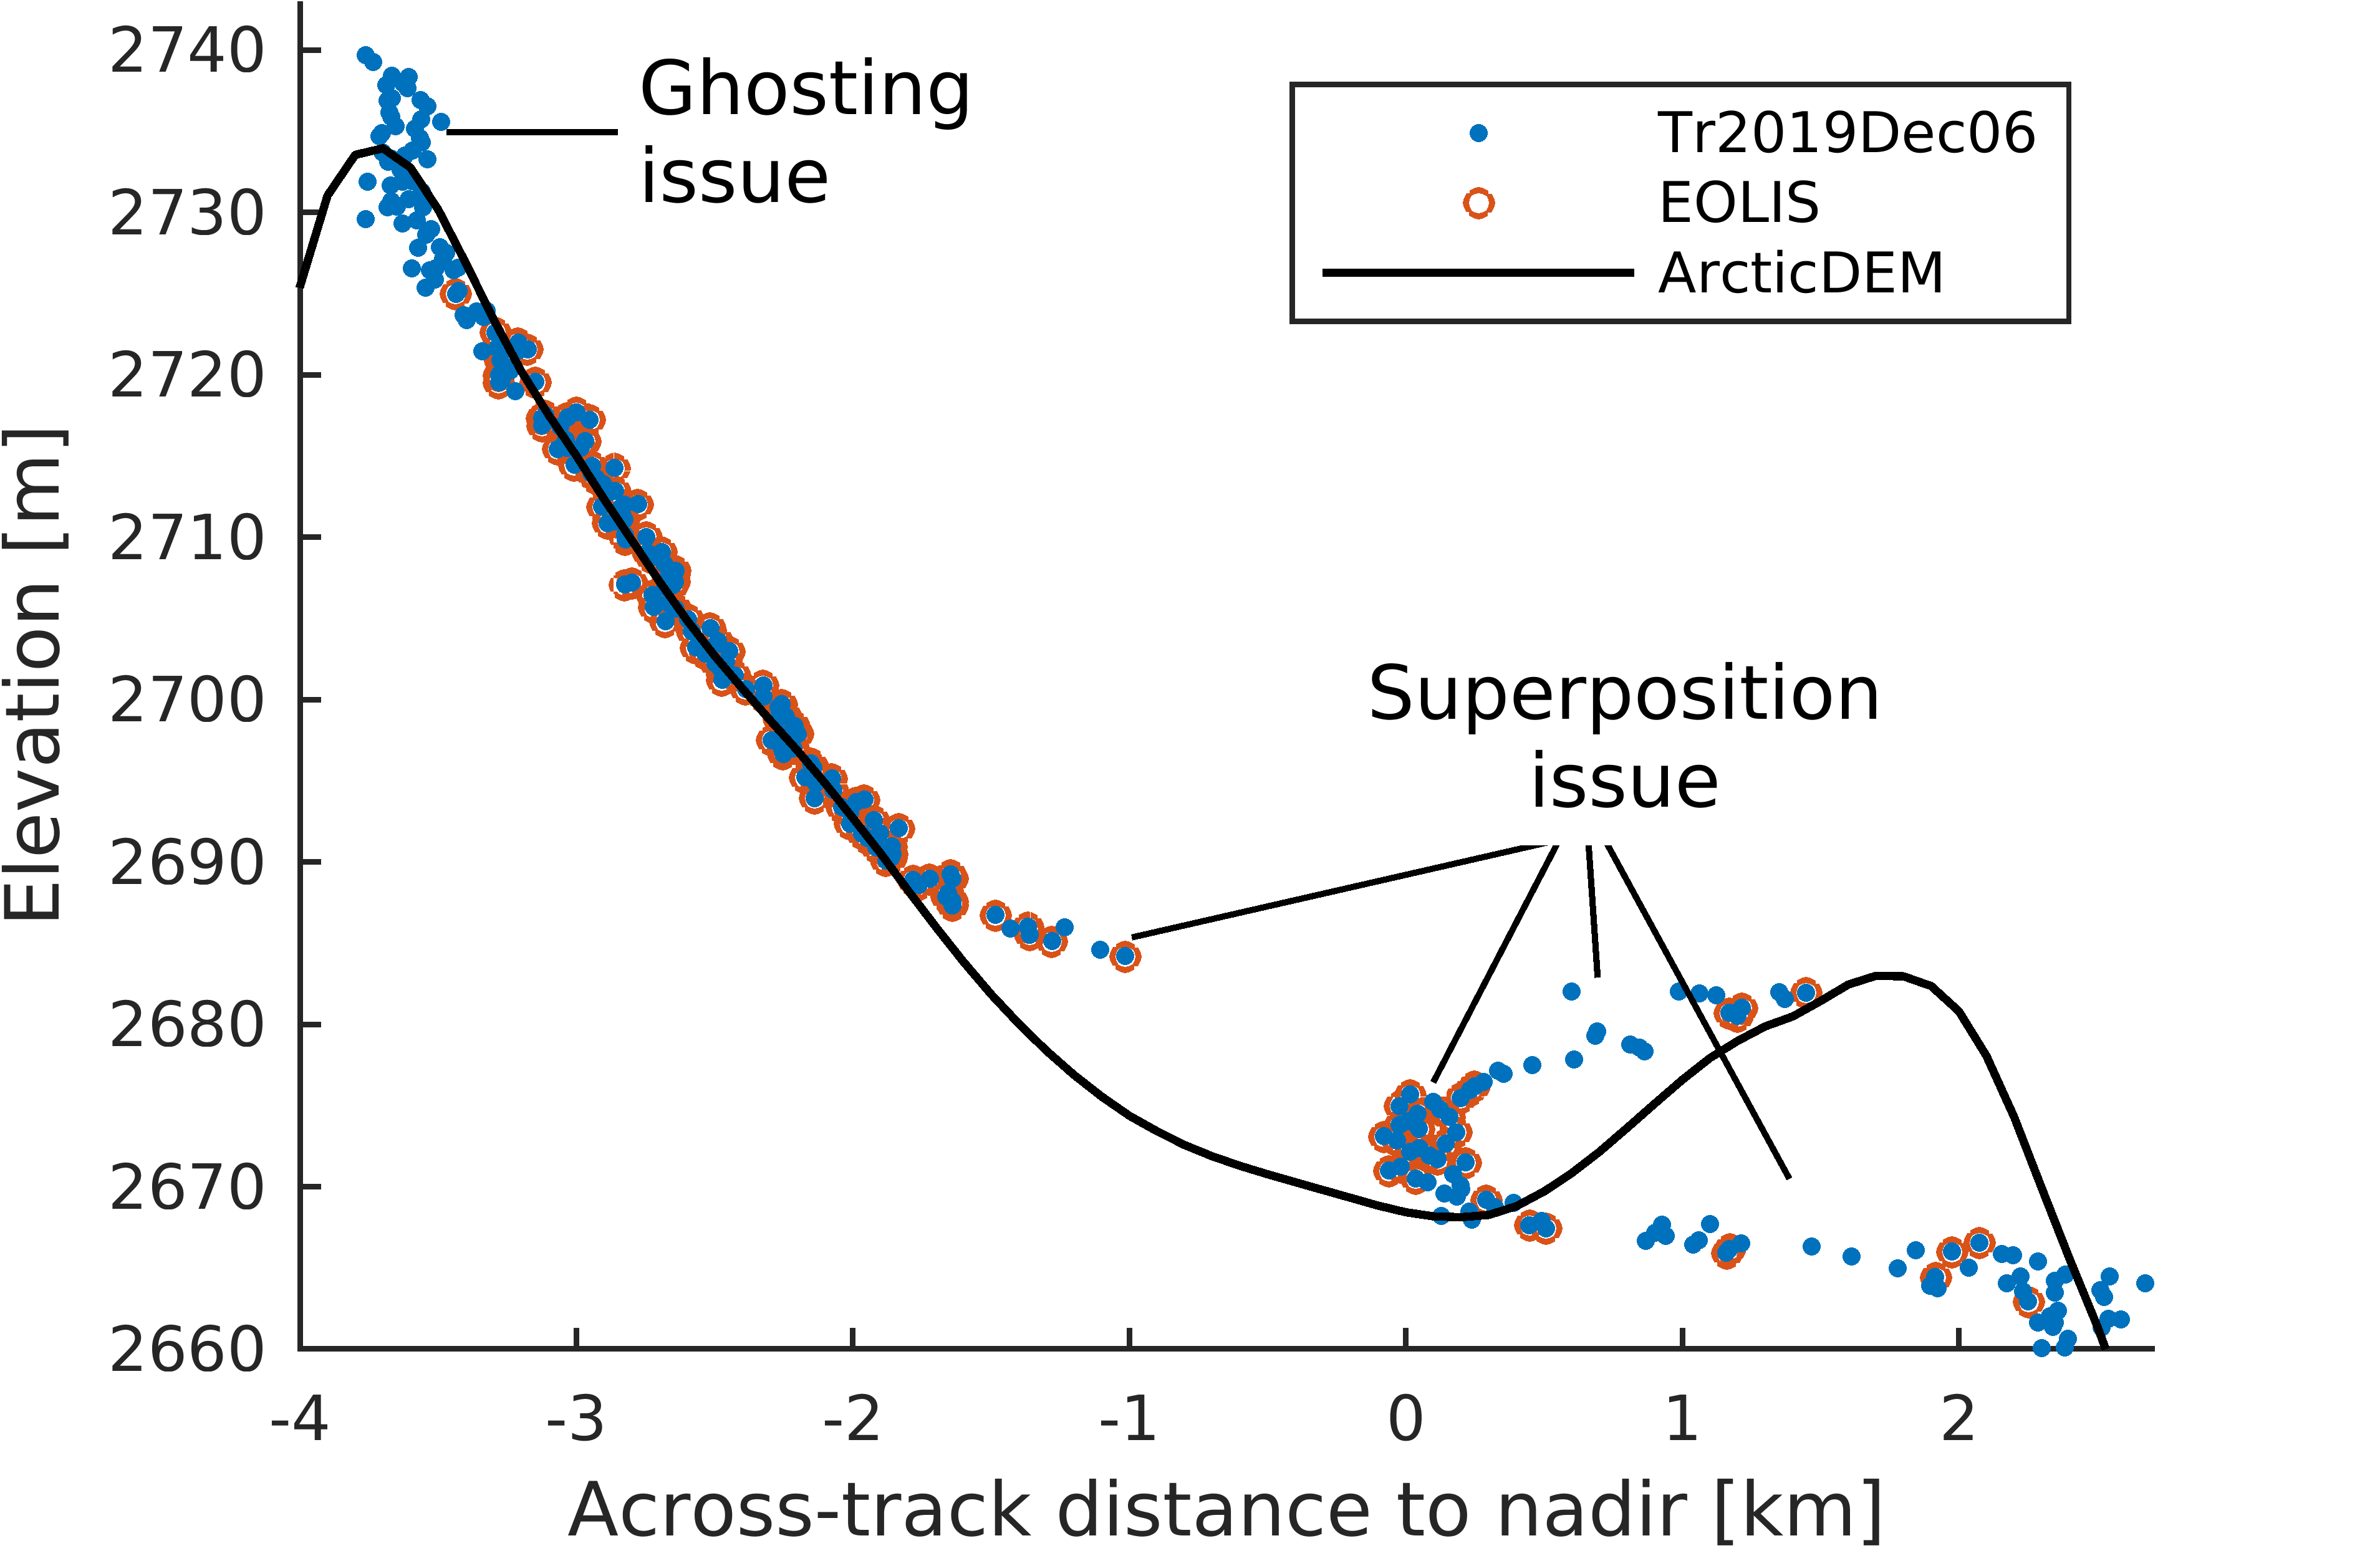 2740
2730
2720
2710
2700
2690
2680
2670
2660
Elevation [m]
Ghosting
issue
Tr2019Dec06
EOLIS
ArcticDEM
Superposition
issue
-4 -3 -2 -1 0 1 2
Across-track distance to nadir [km]